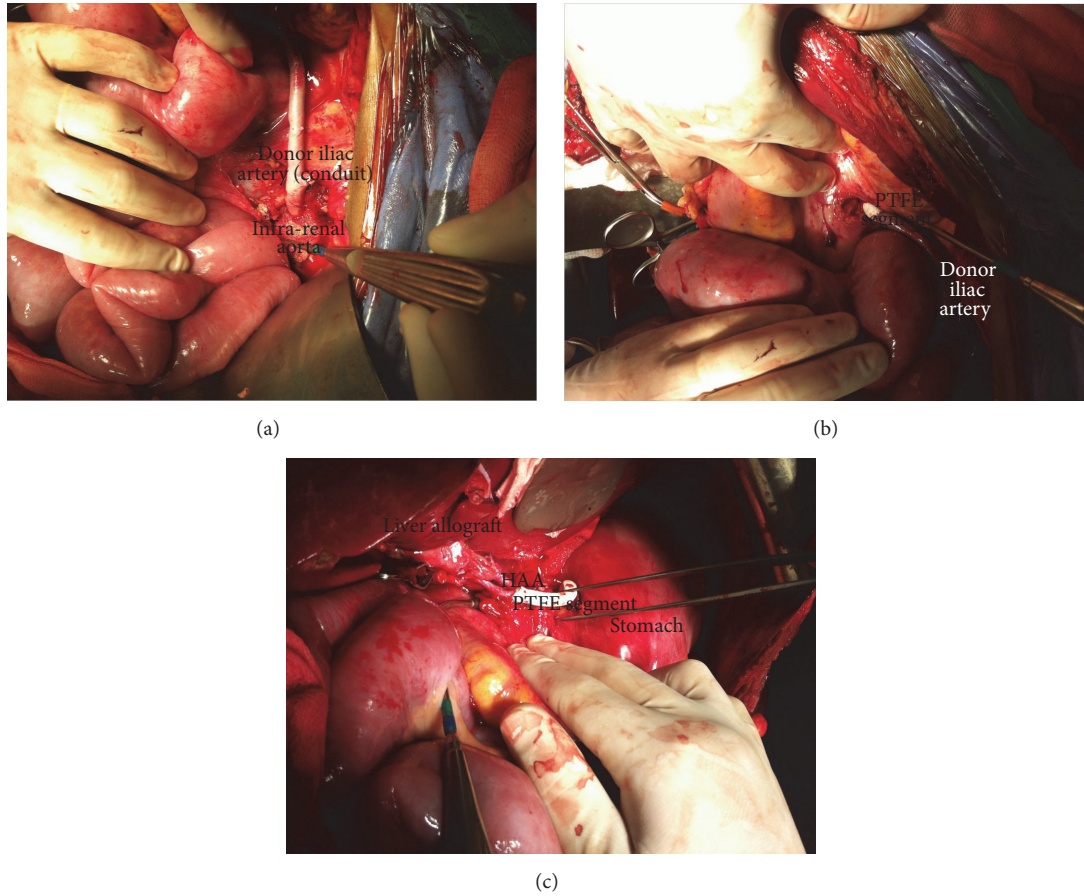 Donor iliac
artery (conduit)
Infra-renal
aorta
(a)
PTFE
segment
Donor
iliac
artery
(b)
Liver allograft
HAA
PTFE segment
Stomach
(c)